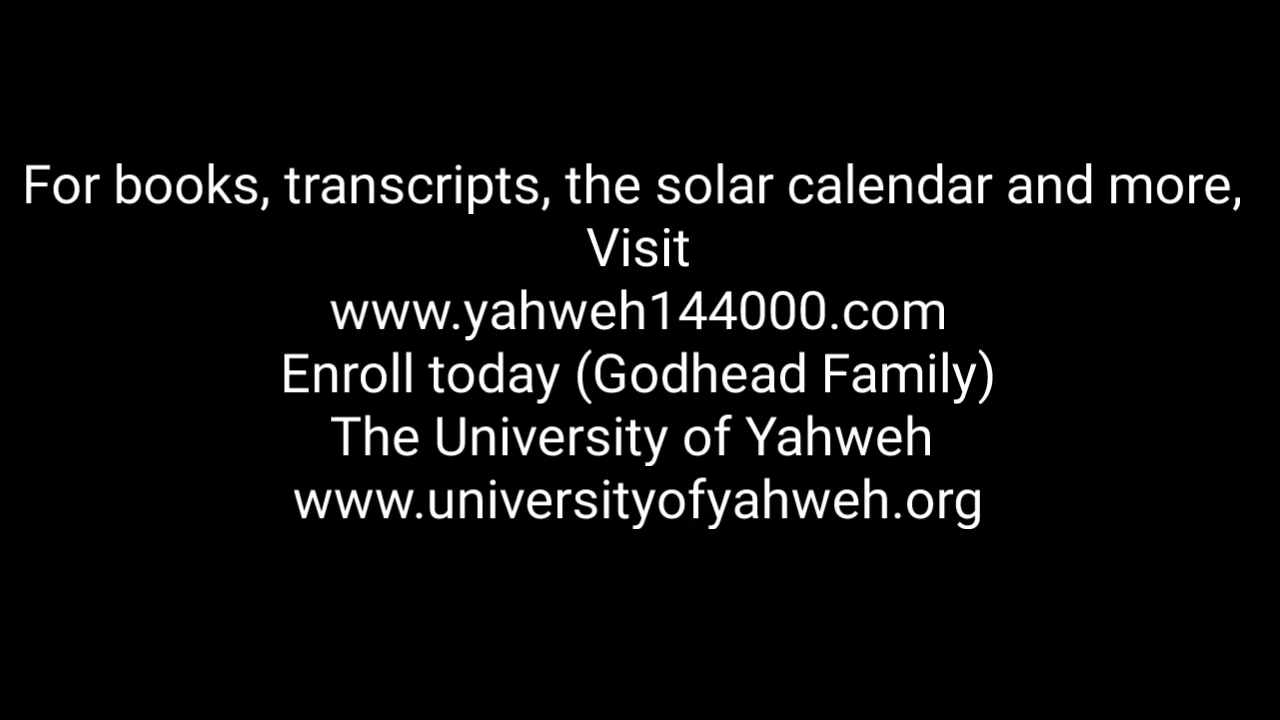 For books, transcripts, the solar calendar and more,
Visit
www.yahweh144000.com
Enroll today (Godhead Family)
The University of Yahweh
www.universityofyahweh.org